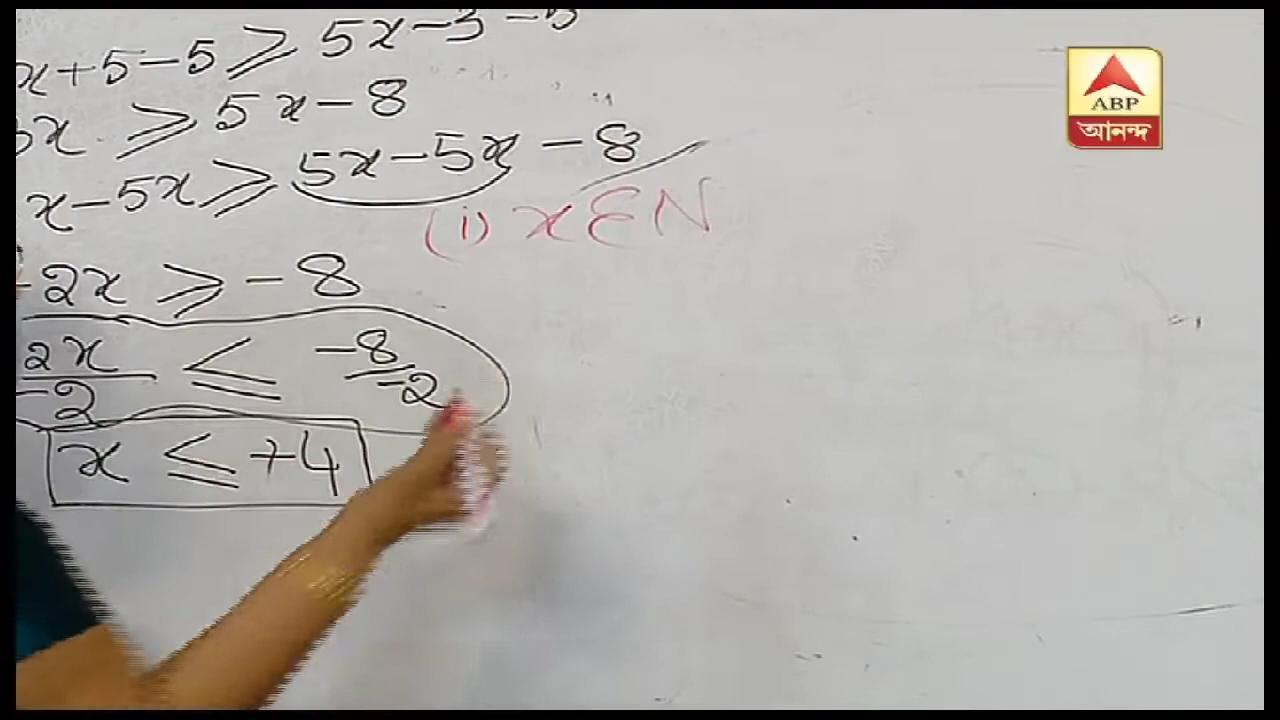 x+5-5 ⩾ 5x-3-5
3x ⩾ 5x-8
x-5x ⩾ 5x-5x-8
(i) x∈N
-2x ⩾ -8
2x/-2 ≤ -8/-2
x ≤ +4
ABP
আনন্দ